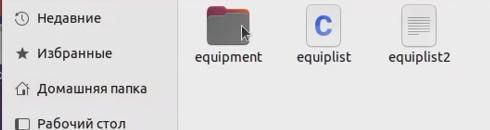 Недавние
Избранные
Домашняя папка
Рабочий стол
C
equipment
equiplist
equiplist2